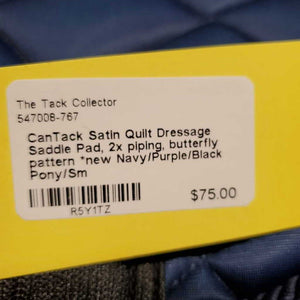 The Tack Collector
547008-767
CanTack Satin Quilt Dressage
Saddle Pad, 2x piping, butterfly
pattern *new Navy/Purple/Black
Pony/Sm
$75.00
R5Y1TZ